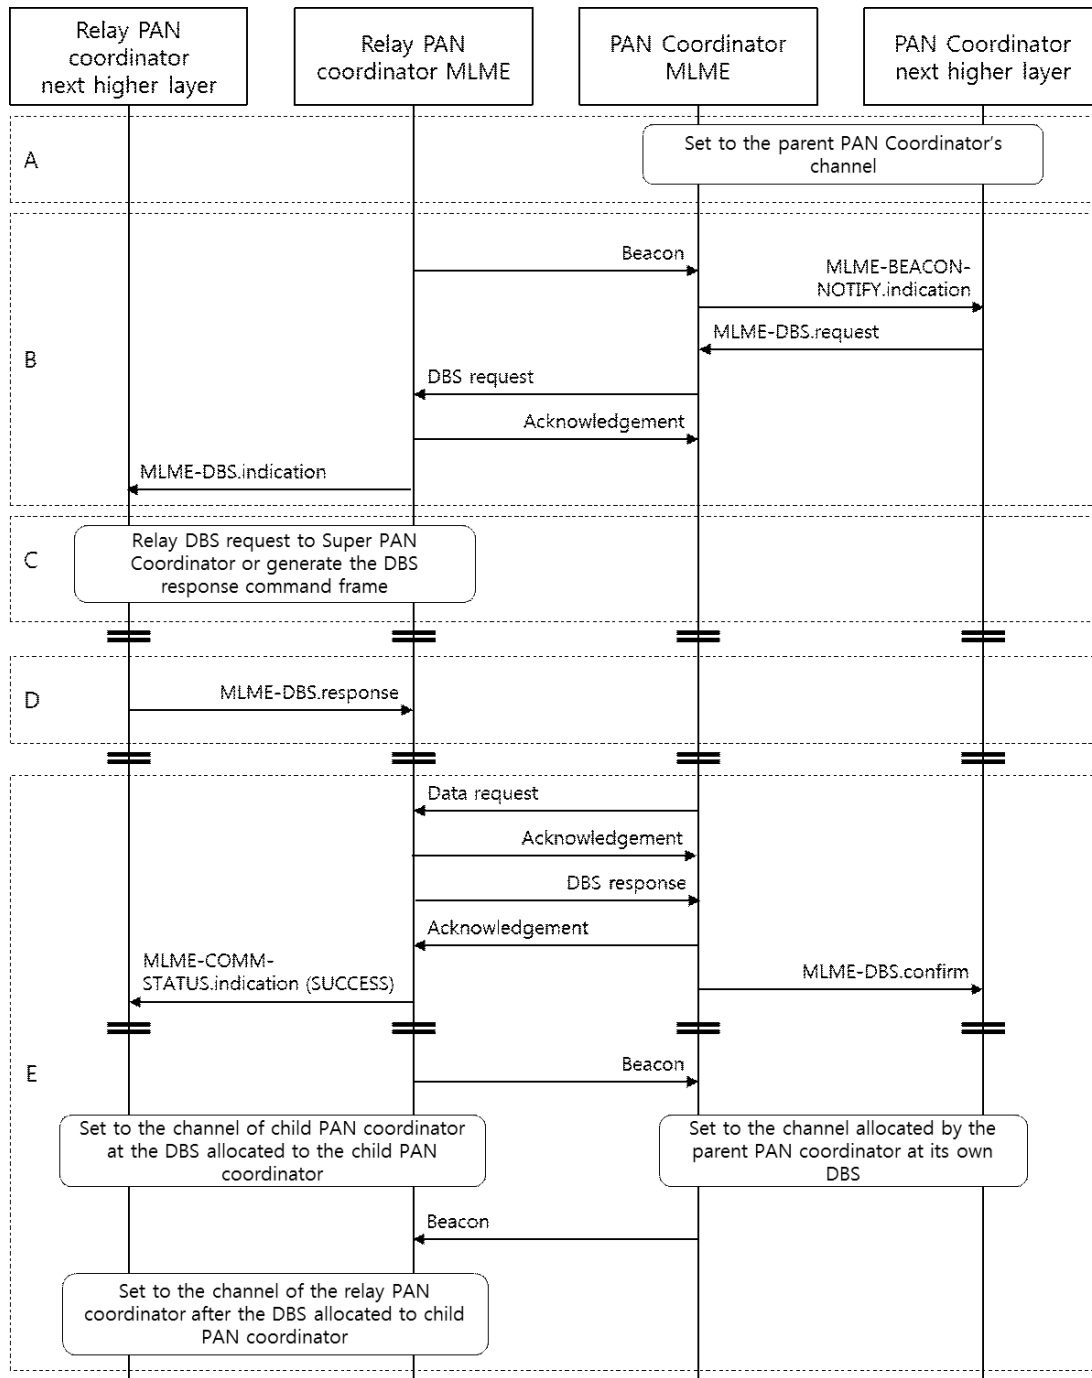 Relay PAN
coordinator
next higher layer
Relay PAN
coordinator MLME
PAN Coordinator
MLME
PAN Coordinator
next higher layer
A
Set to the parent PAN Coordinator's
channel
B
Beacon
MLME-BEACON-
NOTIFY.indication
MLME-DBS.request
DBS request
Acknowledgement
MLME-DBS.indication
C
Relay DBS request to Super PAN
Coordinator or generate the DBS
response command frame
D
MLME-DBS.response
E
Data request
Acknowledgement
DBS response
Acknowledgement
MLME-COMM-
STATUS.indication (SUCCESS)
MLME-DBS.confirm
Beacon
Set to the channel of child PAN coordinator
at the DBS allocated to the child PAN
coordinator
Set to the channel allocated by the
parent PAN coordinator at its own
DBS
Beacon
Set to the channel of the relay PAN
coordinator after the DBS allocated to child
PAN coordinator